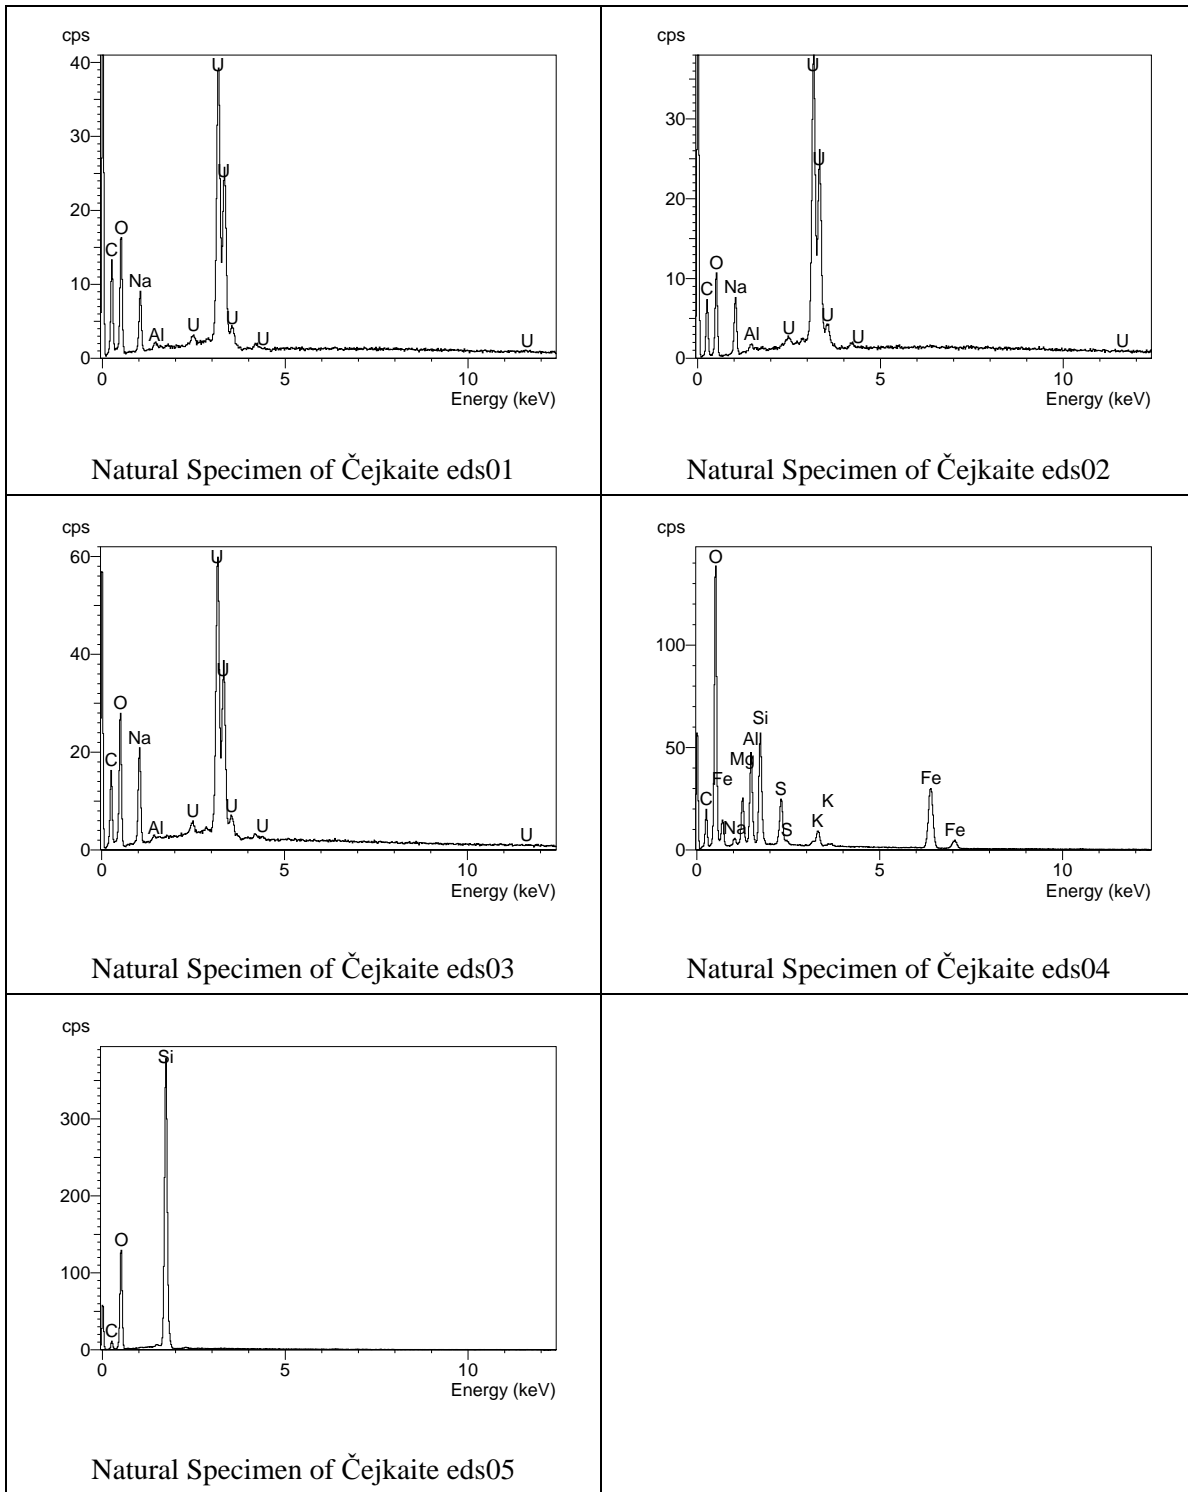 cps
40
30
20
10
0
U
U
O
C
Na
Al
U
U
U
U
0
5
10
Energy (keV)
Natural Specimen of Čejkaite eds01
cps
30
20
10
0
U
U
O
C
Na
Al
U
U
U
U
0
5
10
Energy (keV)
Natural Specimen of Čejkaite eds02
cps
60
40
20
0
U
U
O
Na
C
Al
U
U
U
U
0
5
10
Energy (keV)
Natural Specimen of Čejkaite eds03
cps
100
50
0
O
Si
Al
Mg
Fe
C
Na
S
S
K
K
Fe
Fe
0
5
10
Energy (keV)
Natural Specimen of Čejkaite eds04
cps
300
200
100
0
Si
O
C
0
5
10
Energy (keV)
Natural Specimen of Čejkaite eds05